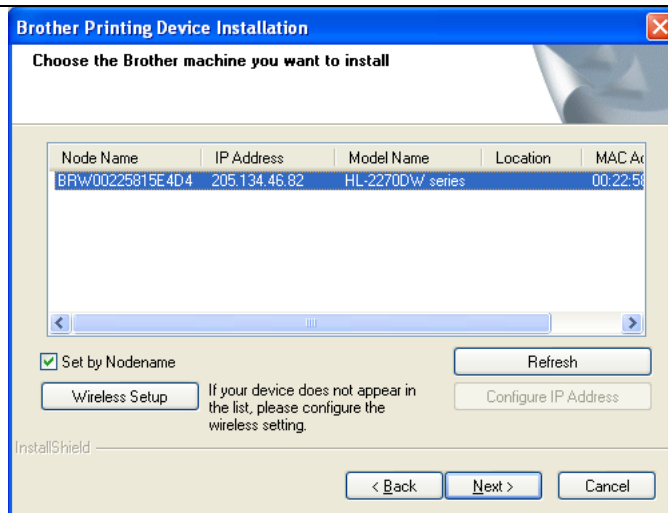 Brother Printing Device Installation
Choose the Brother machine you want to install
Node Name IP Address Model Name Location MAC Ad
BRW00225815E4D4 205.134.46.82 HL-2270DW series 00:22:58
Set by Nodename
Refresh
Wireless Setup
If your device does not appear in
the list, please configure the
wireless setting.
Configure IP Address
InstallShield
< Back Next > Cancel